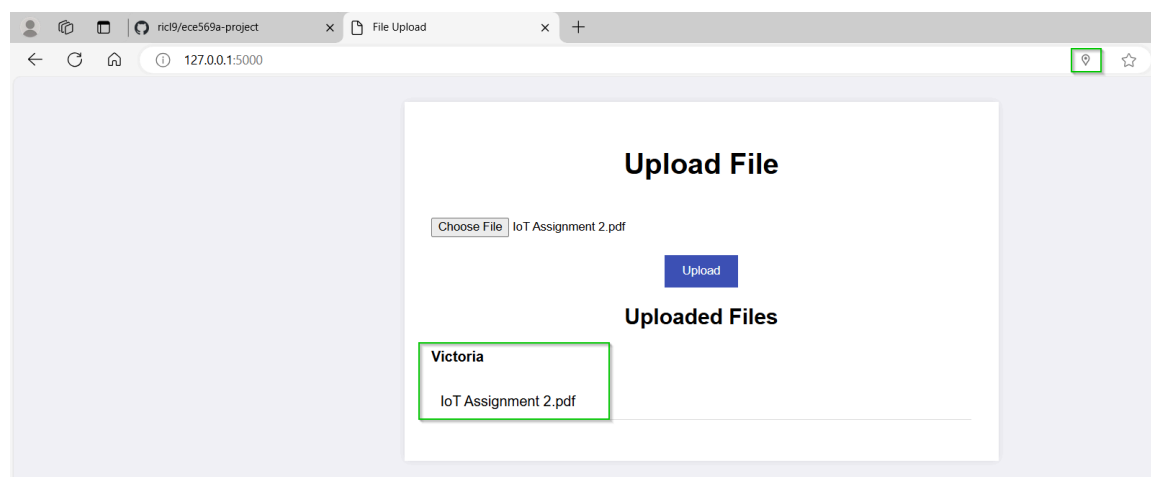 ricl9/ece569a-project
File Upload
127.0.0.1:5000
Upload File
Choose File IoT Assignment 2.pdf
Upload
Uploaded Files
Victoria
IoT Assignment 2.pdf